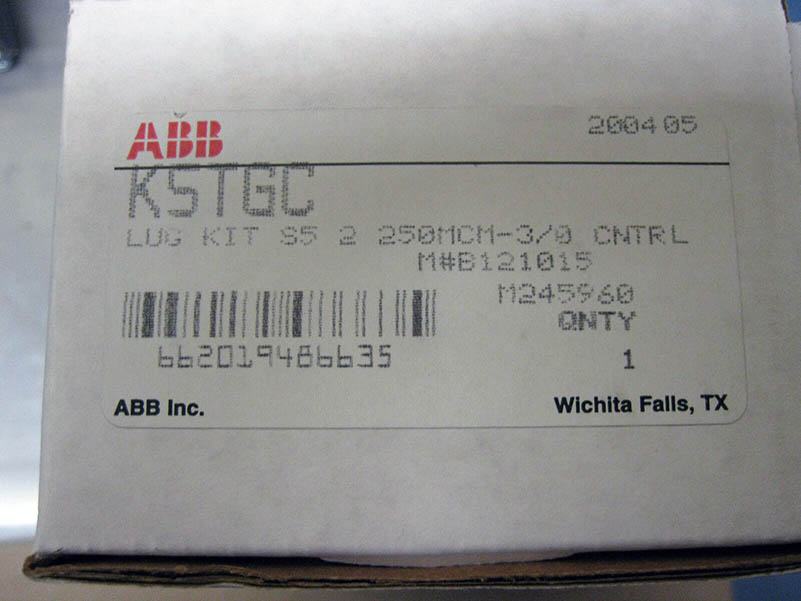 ABB
200405
K5TGC
LUG KIT S5 2 250MCM-3/0 CNTRL
M#B121015
M245960
QNTY
662019486635
1
ABB Inc.
Wichita Falls, TX